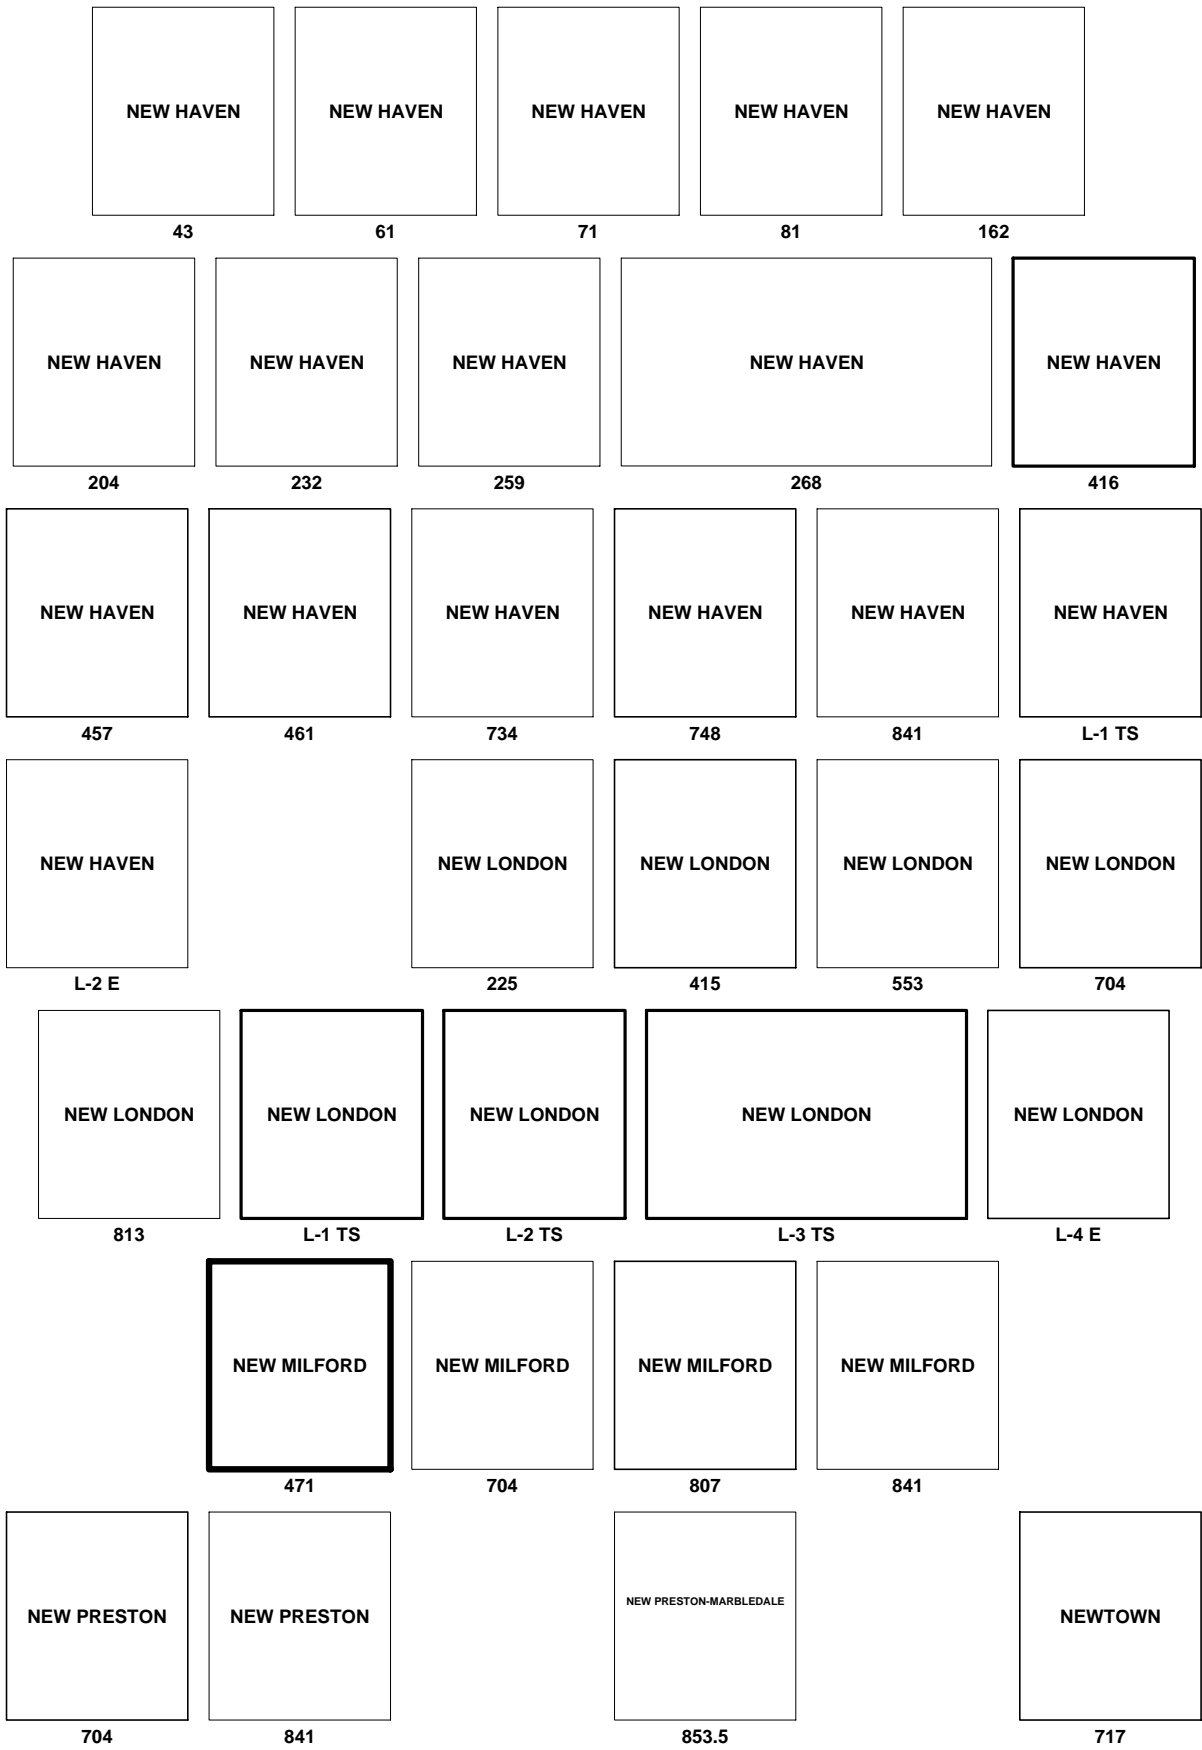 NEW HAVEN NEW HAVEN NEW HAVEN NEW HAVEN NEW HAVEN
43 61 71 81 162
NEW HAVEN NEW HAVEN NEW HAVEN NEW HAVEN NEW HAVEN
204 232 259 268 416
NEW HAVEN NEW HAVEN NEW HAVEN NEW HAVEN NEW HAVEN NEW HAVEN
457 461 734 748 841 L-1 TS
NEW HAVEN NEW LONDON NEW LONDON NEW LONDON NEW LONDON
L-2 E 225 415 553 704
NEW LONDON NEW LONDON NEW LONDON NEW LONDON NEW LONDON
813 L-1 TS L-2 TS L-3 TS L-4 E
NEW MILFORD NEW MILFORD NEW MILFORD NEW MILFORD
471 704 807 841
NEW PRESTON NEW PRESTON NEW PRESTON-MARBLEDALE NEWTOWN
704 841 853.5 717